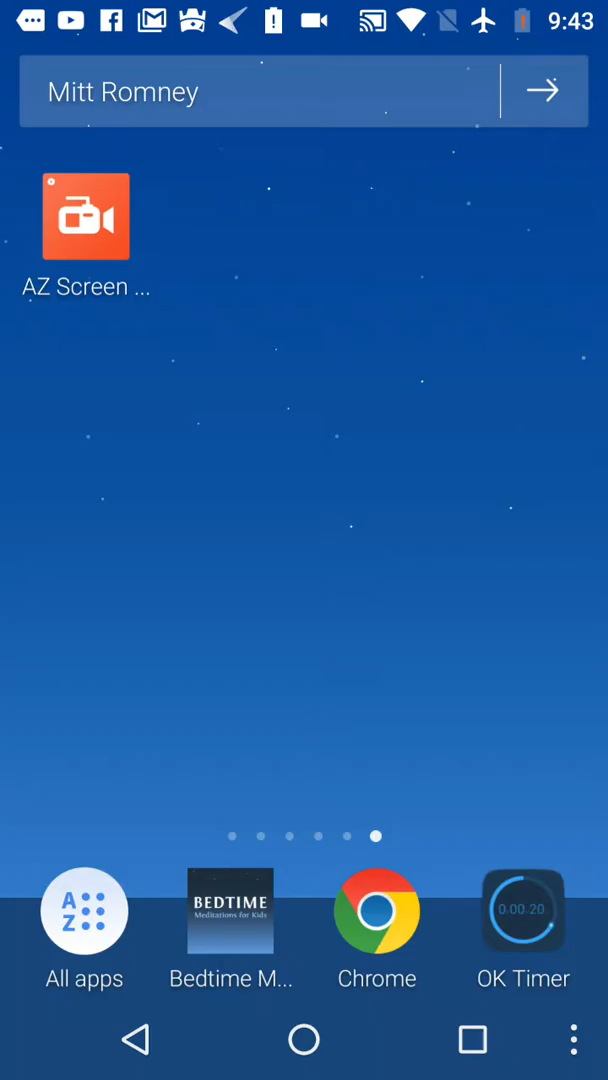 9:43
Mitt Romney
AZ Screen ...
BEDTIME
Meditations for Kids
0:00.20
A
Z
All apps
Bedtime M...
Chrome
OK Timer